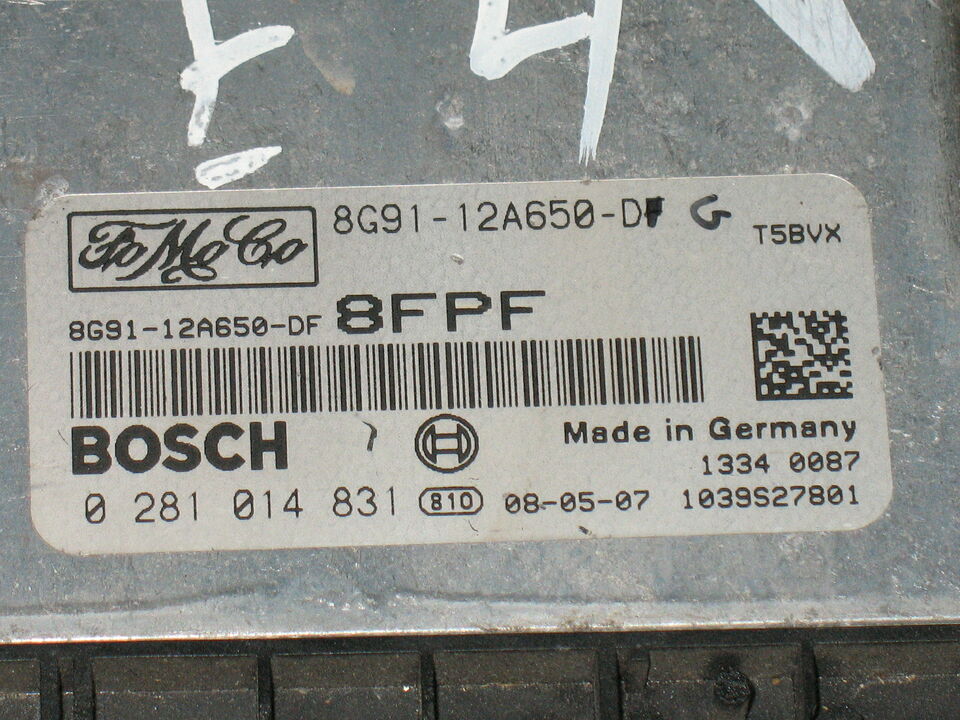 4
FoMoCo 8G91-12A650-DF G T5BVX
8G91-12A650-DF 8FPF
BOSCH Made in Germany
1334 0087
0 281 014 831 810 08-05-07 1039S27801